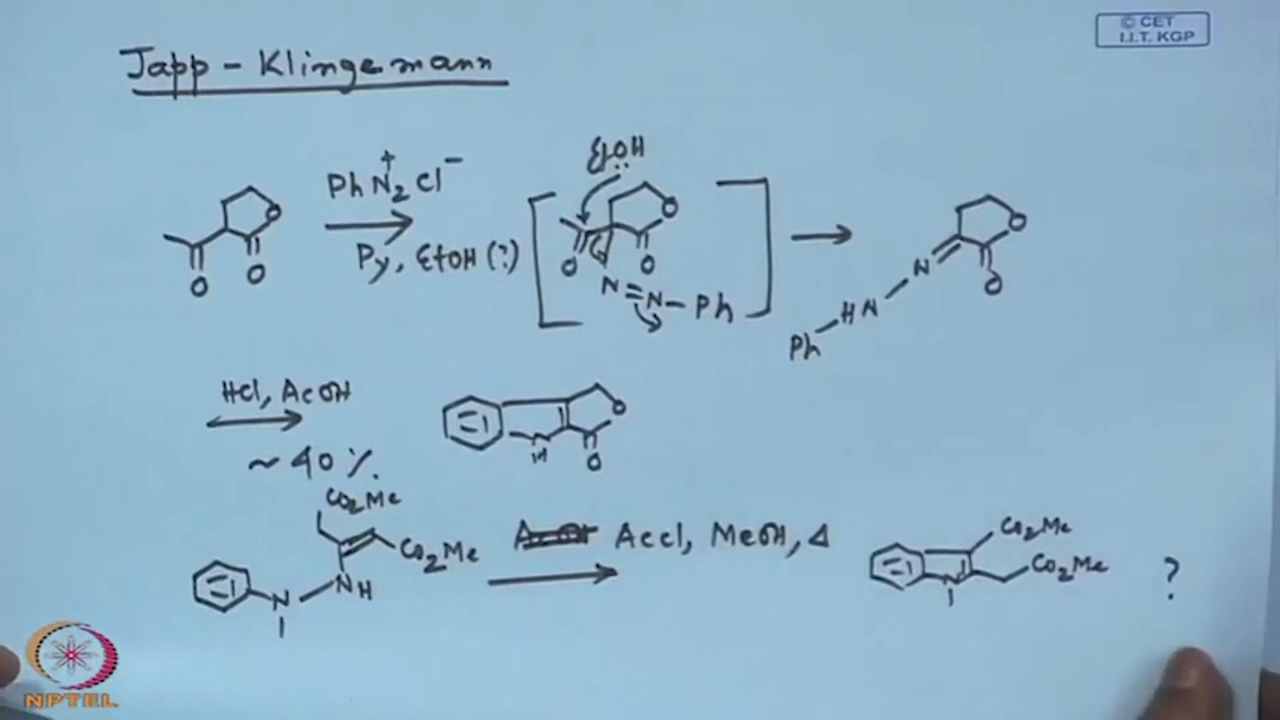 Japp - Klingemann
© CET
I.I.T. KGP
EtOH
PhN2+Cl-
Py, EtOH (?)
O
O
O
O
O
O
N=N-Ph
O
O
N
HN
Ph
HCl, AcOH
~ 40 %.
N
H
O
O
CO2Me
CO2Me
N
NH
AcCl, MeOH, Δ
CO2Me
CO2Me
N
?
NPTEL